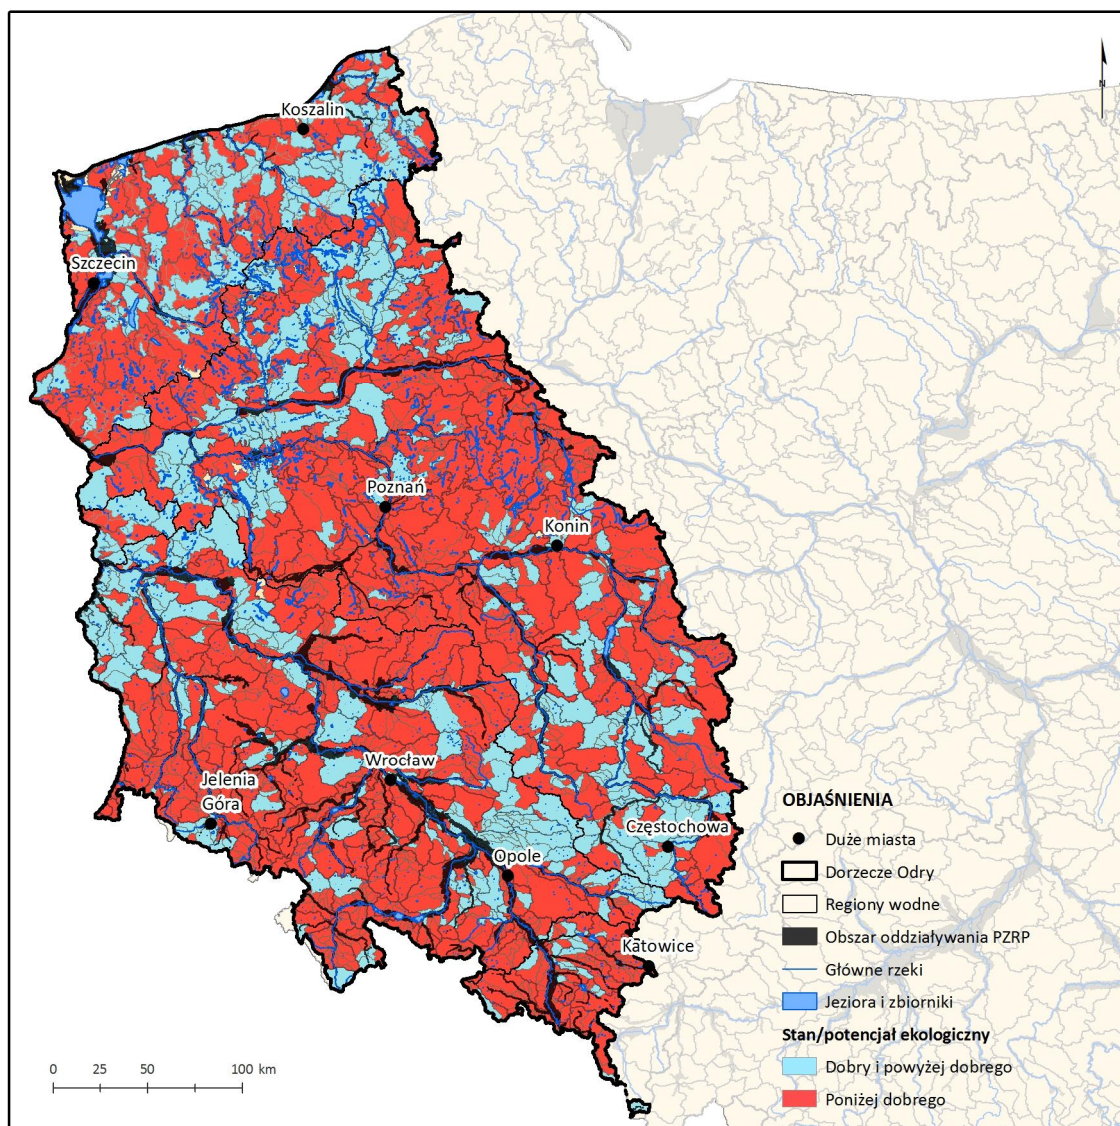 N
Koszalin
Szczecin
Poznań
Konin
Wrocław
Jelenia
Góra
Częstochowa
Opole
Katowice
OBJAŚNIENIA
Duże miasta
Dorzecze Odry
Regiony wodne
Obszar oddziaływania PZRP
Główne rzeki
Jeziora i zbiorniki
Stan/potencjał ekologiczny
Dobry i powyżej dobrego
Poniżej dobrego
0 25 50 100 km